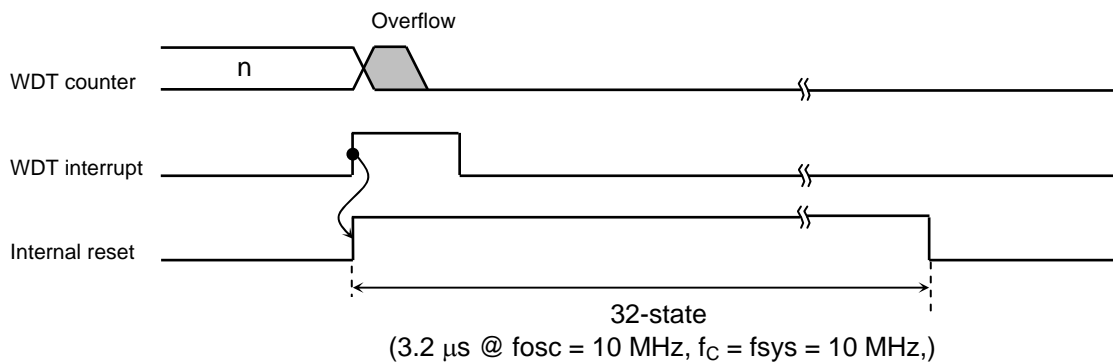 Overflow
n
WDT counter
WDT interrupt
Internal reset
32-state
(3.2 μs @ fosc = 10 MHz, fC = fsys = 10 MHz,)